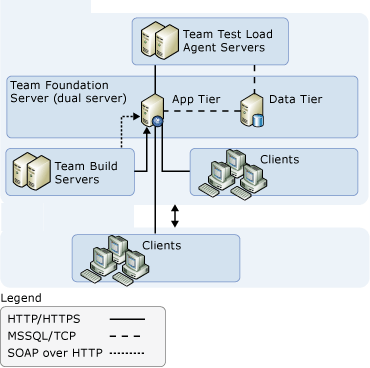 Team Test Load
Agent Servers
Team Foundation
Server (dual server)
App Tier
Data Tier
Team Build
Servers
Clients
Clients
Legend
HTTP/HTTPS
MSSQL/TCP
SOAP over HTTP